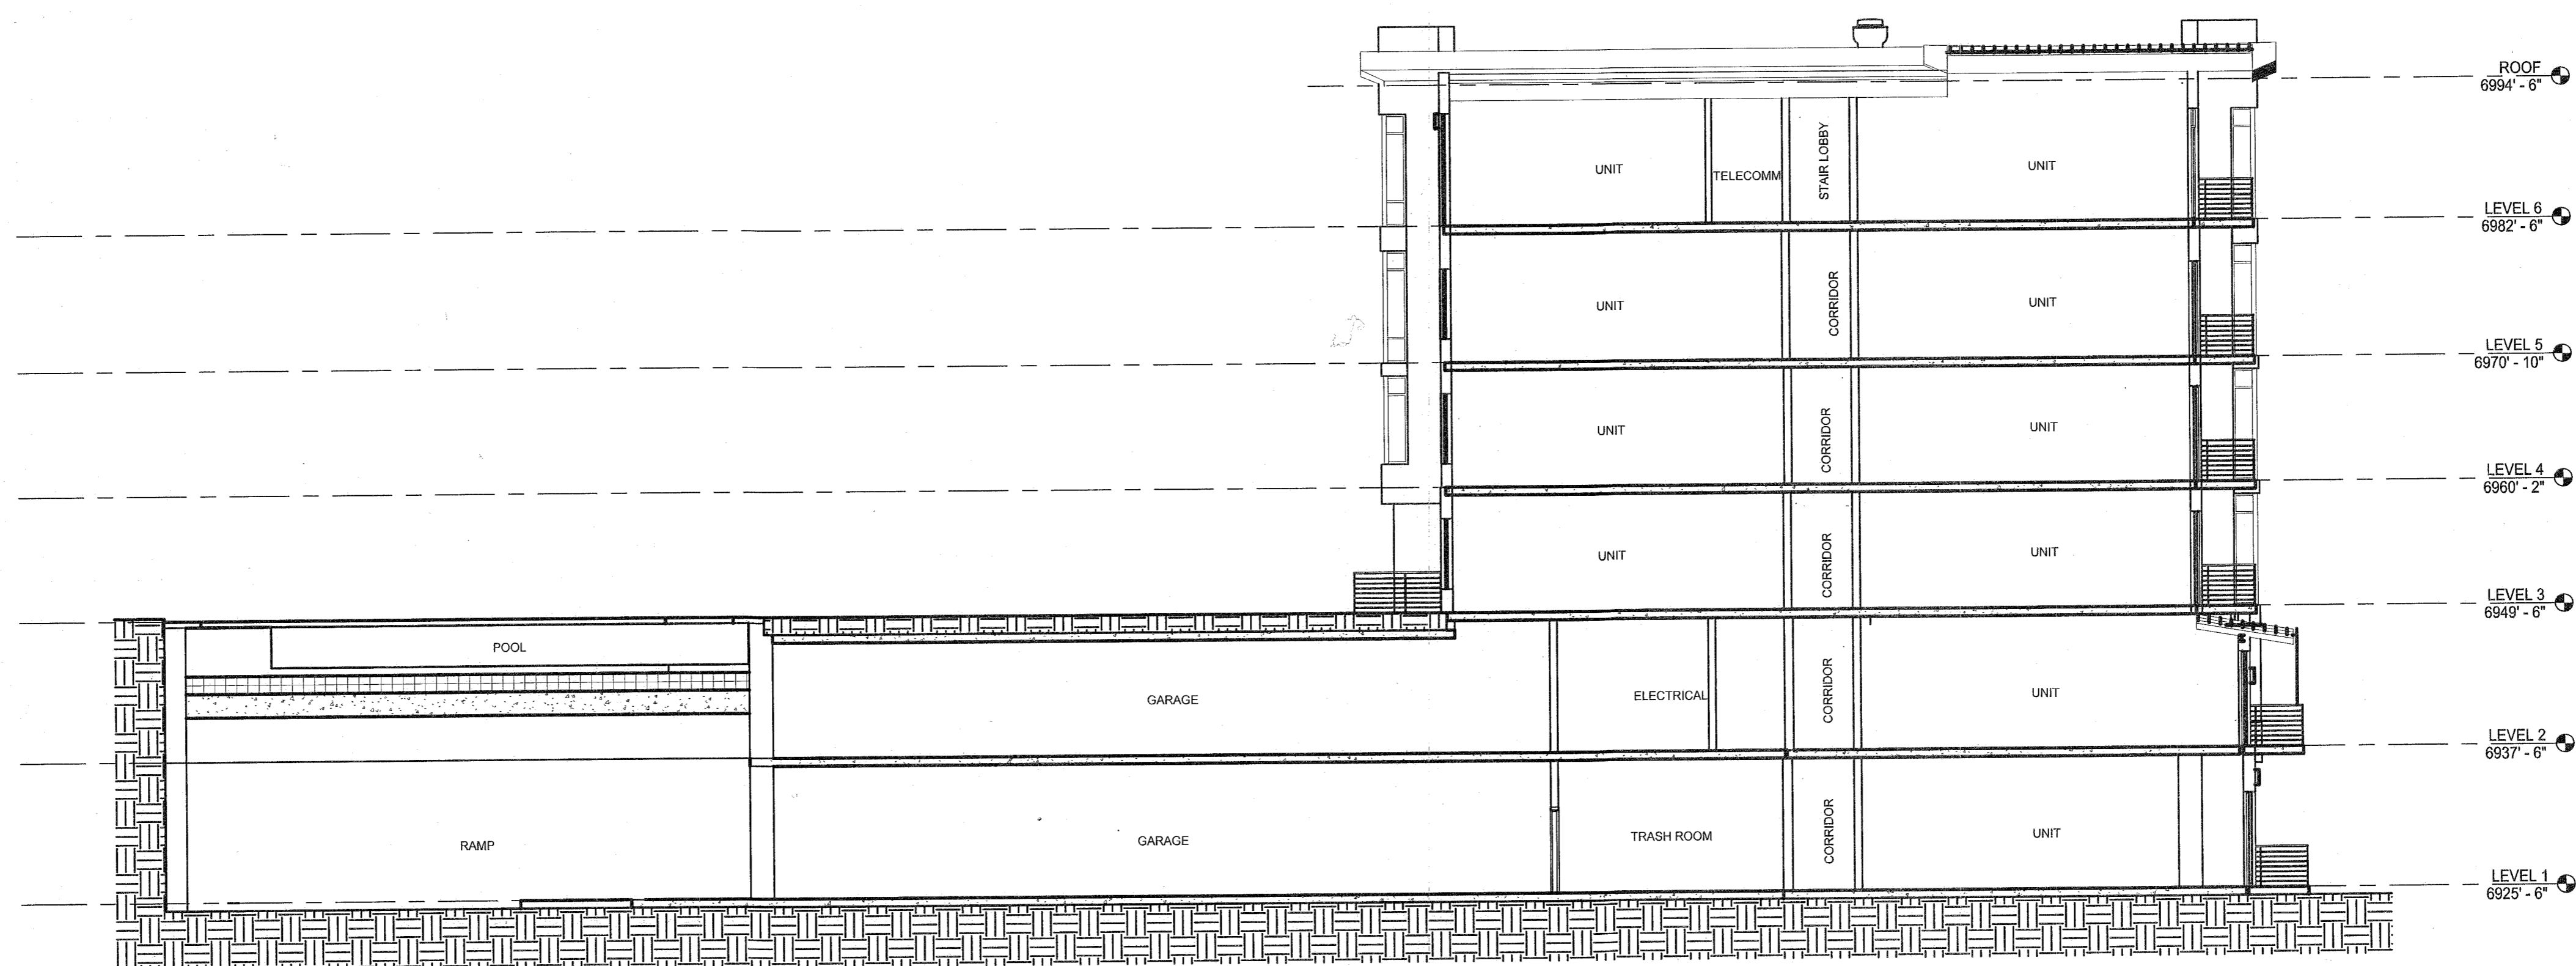 ROOF
6994' - 6"
UNIT
TELECOMM
STAIR LOBBY
UNIT
LEVEL 6
6982' - 6"
UNIT
CORRIDOR
UNIT
LEVEL 5
6970' - 10"
UNIT
CORRIDOR
UNIT
LEVEL 4
6960' - 2"
UNIT
CORRIDOR
UNIT
LEVEL 3
6949' - 6"
POOL
GARAGE
ELECTRICAL
CORRIDOR
UNIT
LEVEL 2
6937' - 6"
RAMP
GARAGE
TRASH ROOM
CORRIDOR
UNIT
LEVEL 1
6925' - 6"